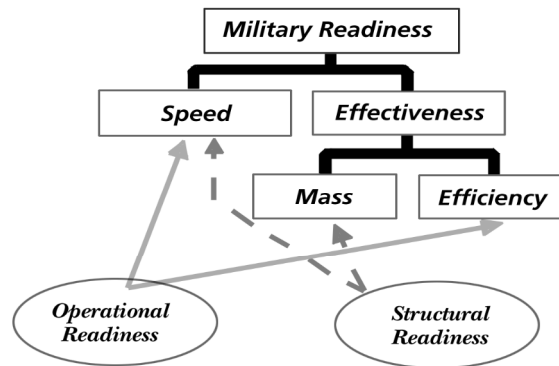 Military Readiness
Speed
Effectiveness
Mass
Efficiency
Operational
Readiness
Structural
Readiness